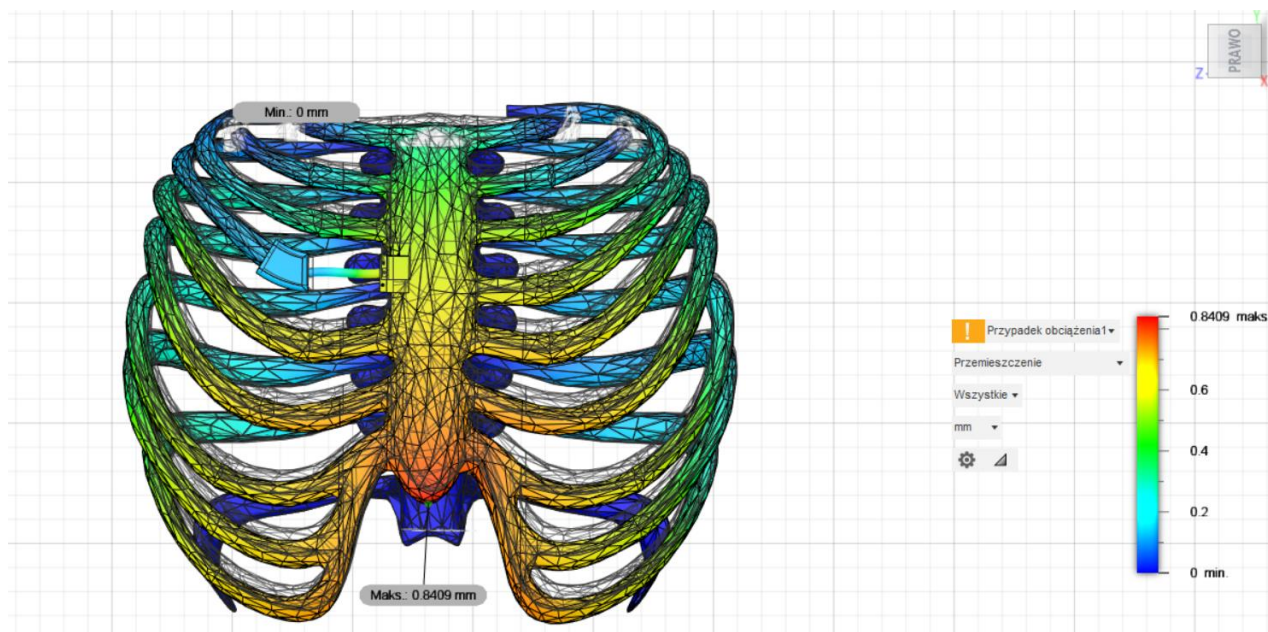 Y
PRAWO
Z
X
Min.: 0 mm
0.8409 maks
! Przypadek obciążenia1
Przemieszczenie
0.6
Wszystkie
mm
0.4
0.2
0 min.
Maks.: 0.8409 mm